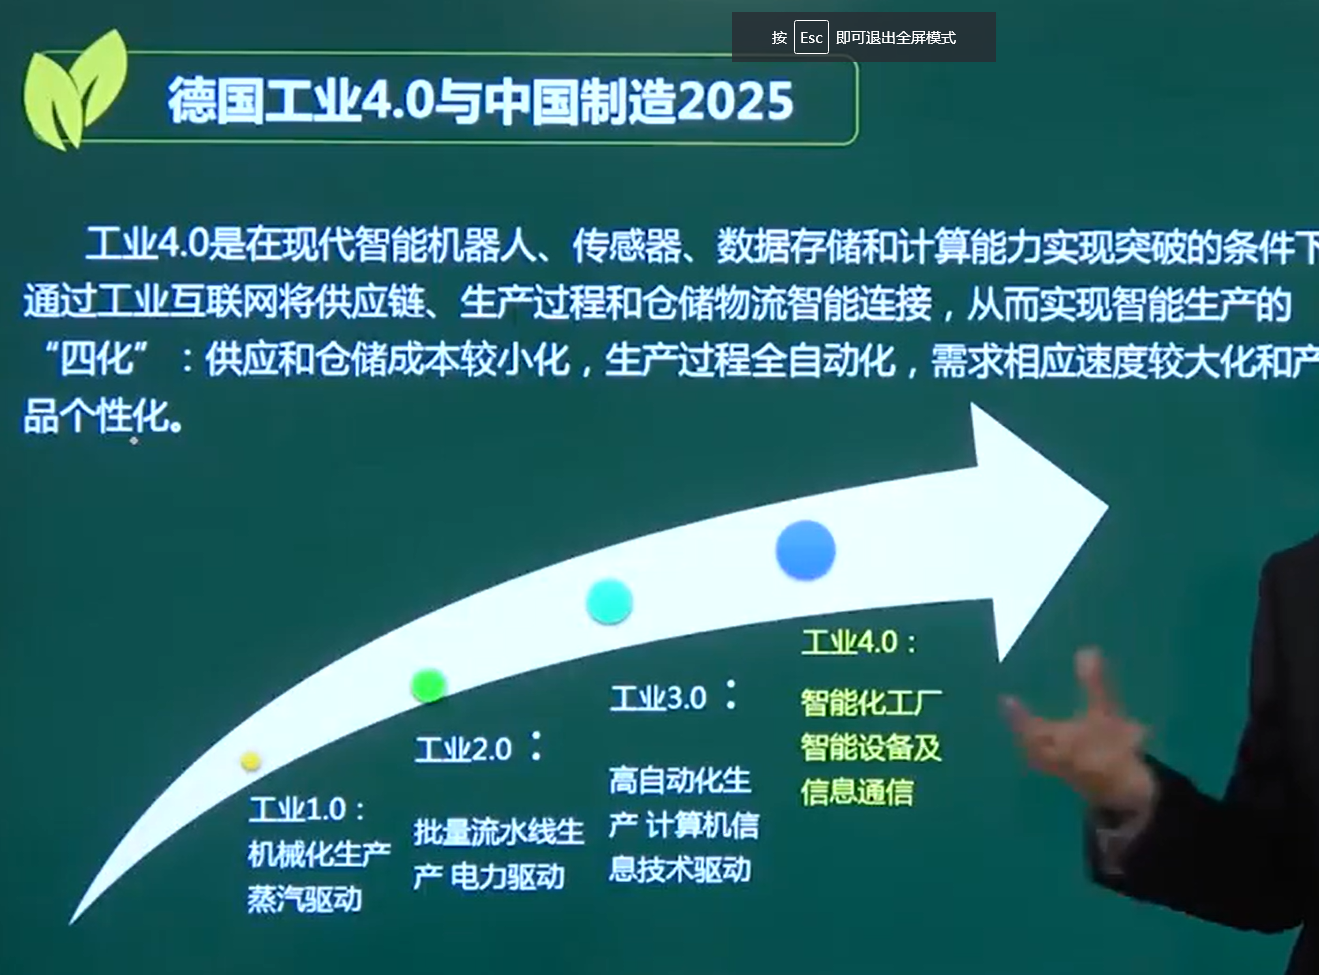 按 Esc 即可退出全屏模式
德国工业4.0与中国制造2025
工业4.0是在现代智能机器人、传感器、数据存储和计算能力实现突破的条件下
通过工业互联网将供应链、生产过程和仓储物流智能连接，从而实现智能生产的
“四化”：供应和仓储成本较小化，生产过程全自动化，需求相应速度较大化和产
品个性化。
工业1.0：
机械化生产
蒸汽驱动
工业2.0：
批量流水线生
产 电力驱动
工业3.0：
高自动化生
产 计算机信
息技术驱动
工业4.0：
智能化工厂
智能设备及
信息通信